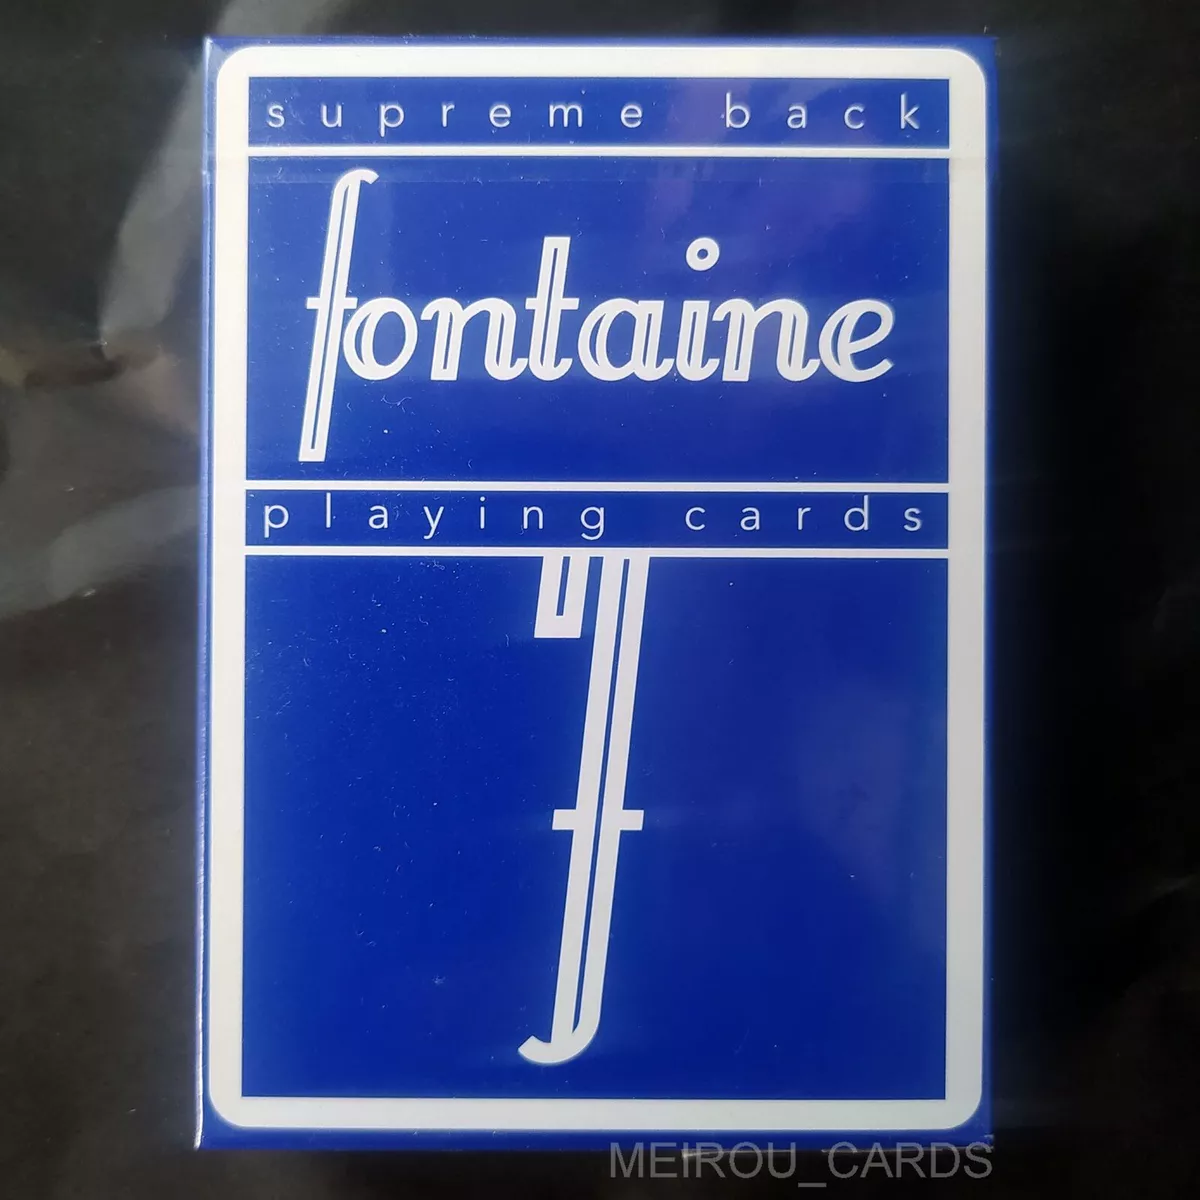 supreme back
fontaine
playing cards
MEIROU_CARDS